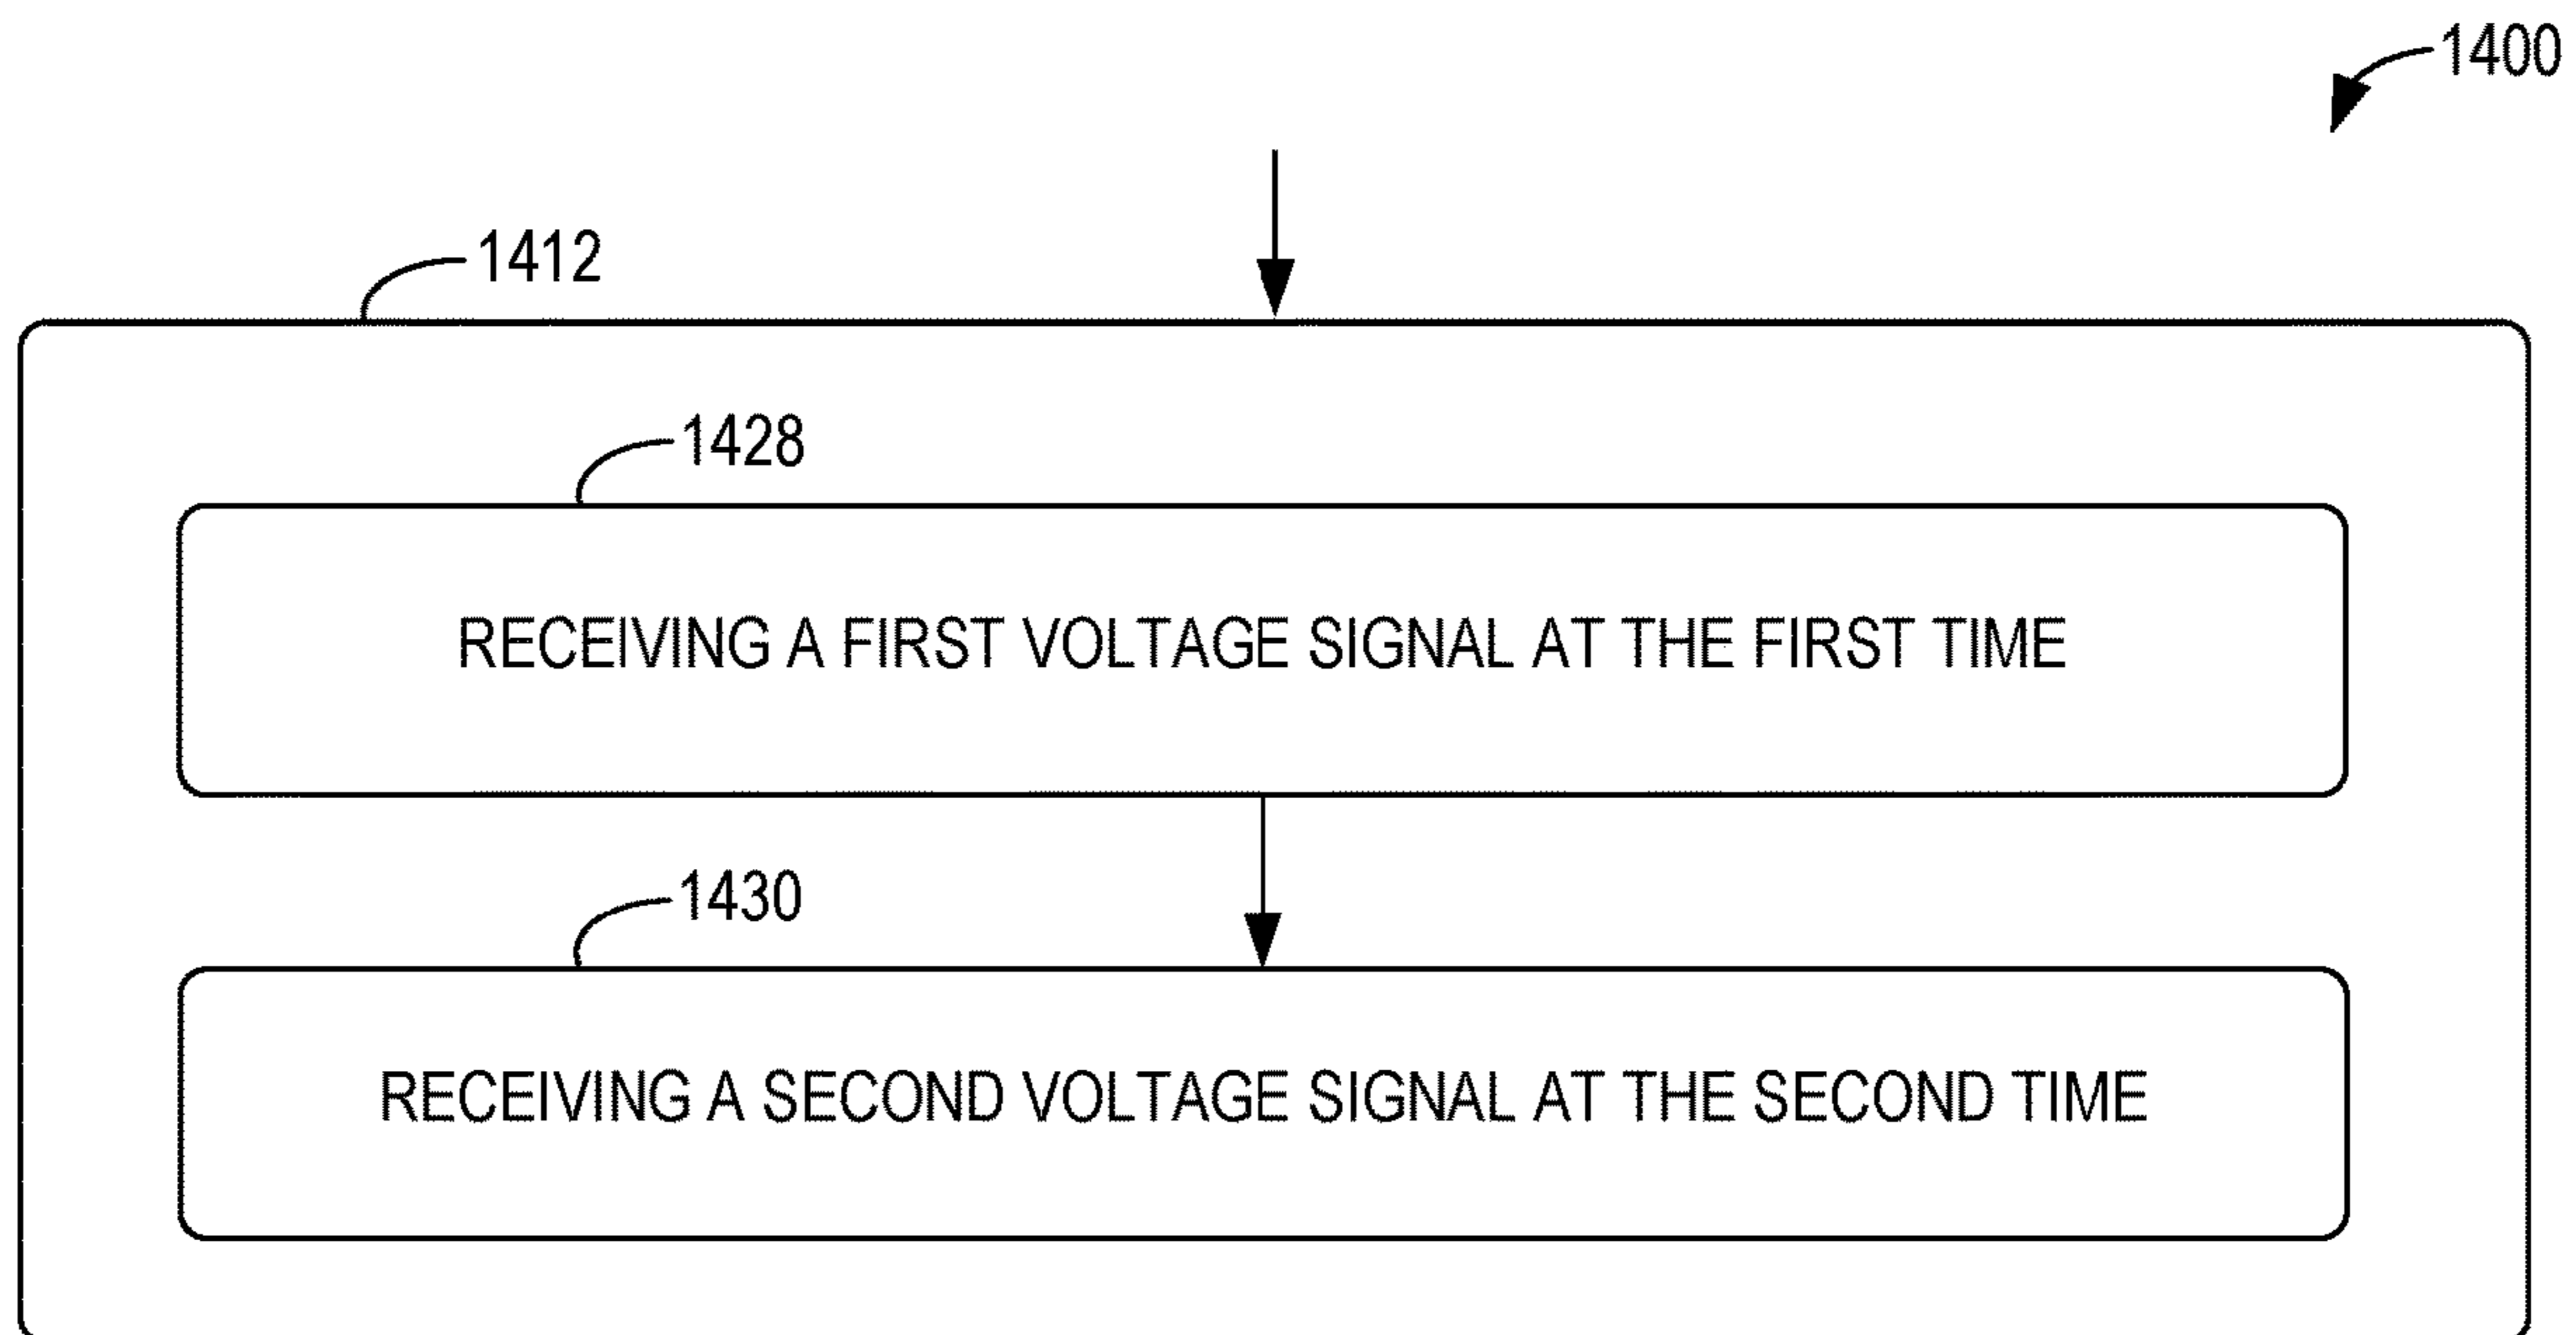 1400
1412
1428
RECEIVING A FIRST VOLTAGE SIGNAL AT THE FIRST TIME
1430
RECEIVING A SECOND VOLTAGE SIGNAL AT THE SECOND TIME